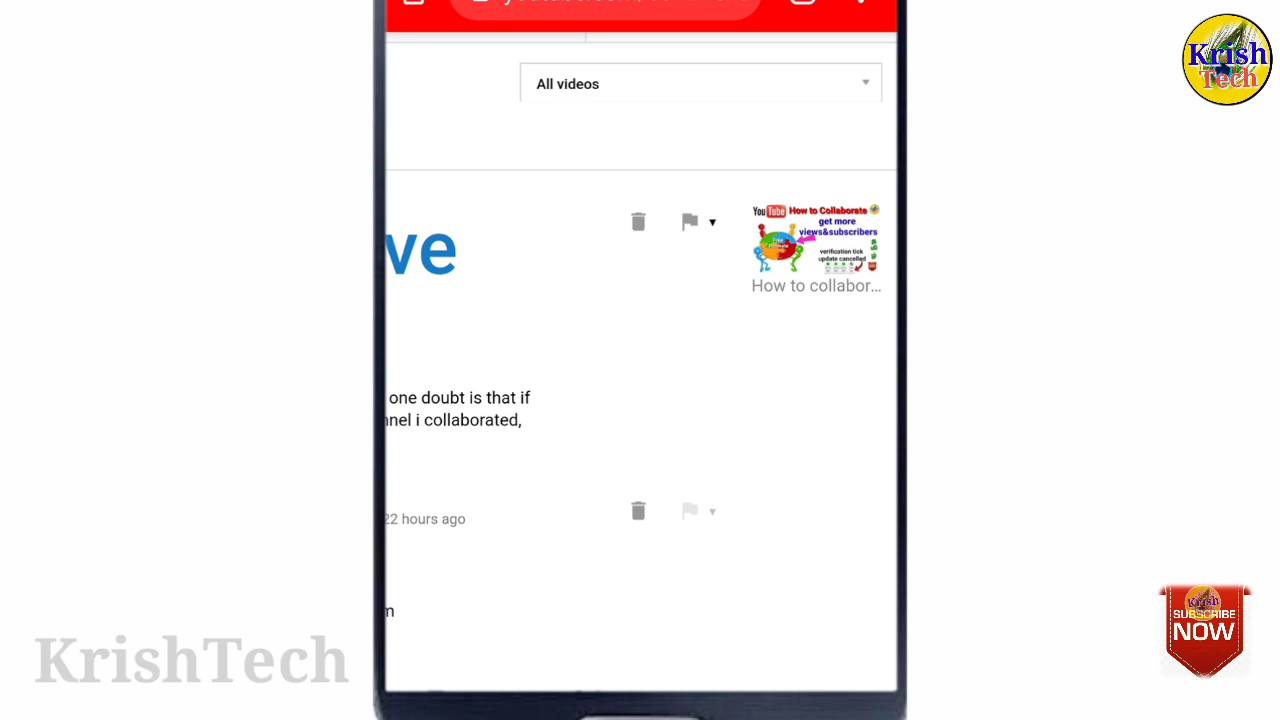 Krish
Tech
All videos
ve
YouTube How to Collaborate
get more
views&subscribers
verification tick
update cancelled
How to collabor...
one doubt is that if
i collaborated,
22 hours ago
Krish
SUBSCRIBE
NOW
KrishTech